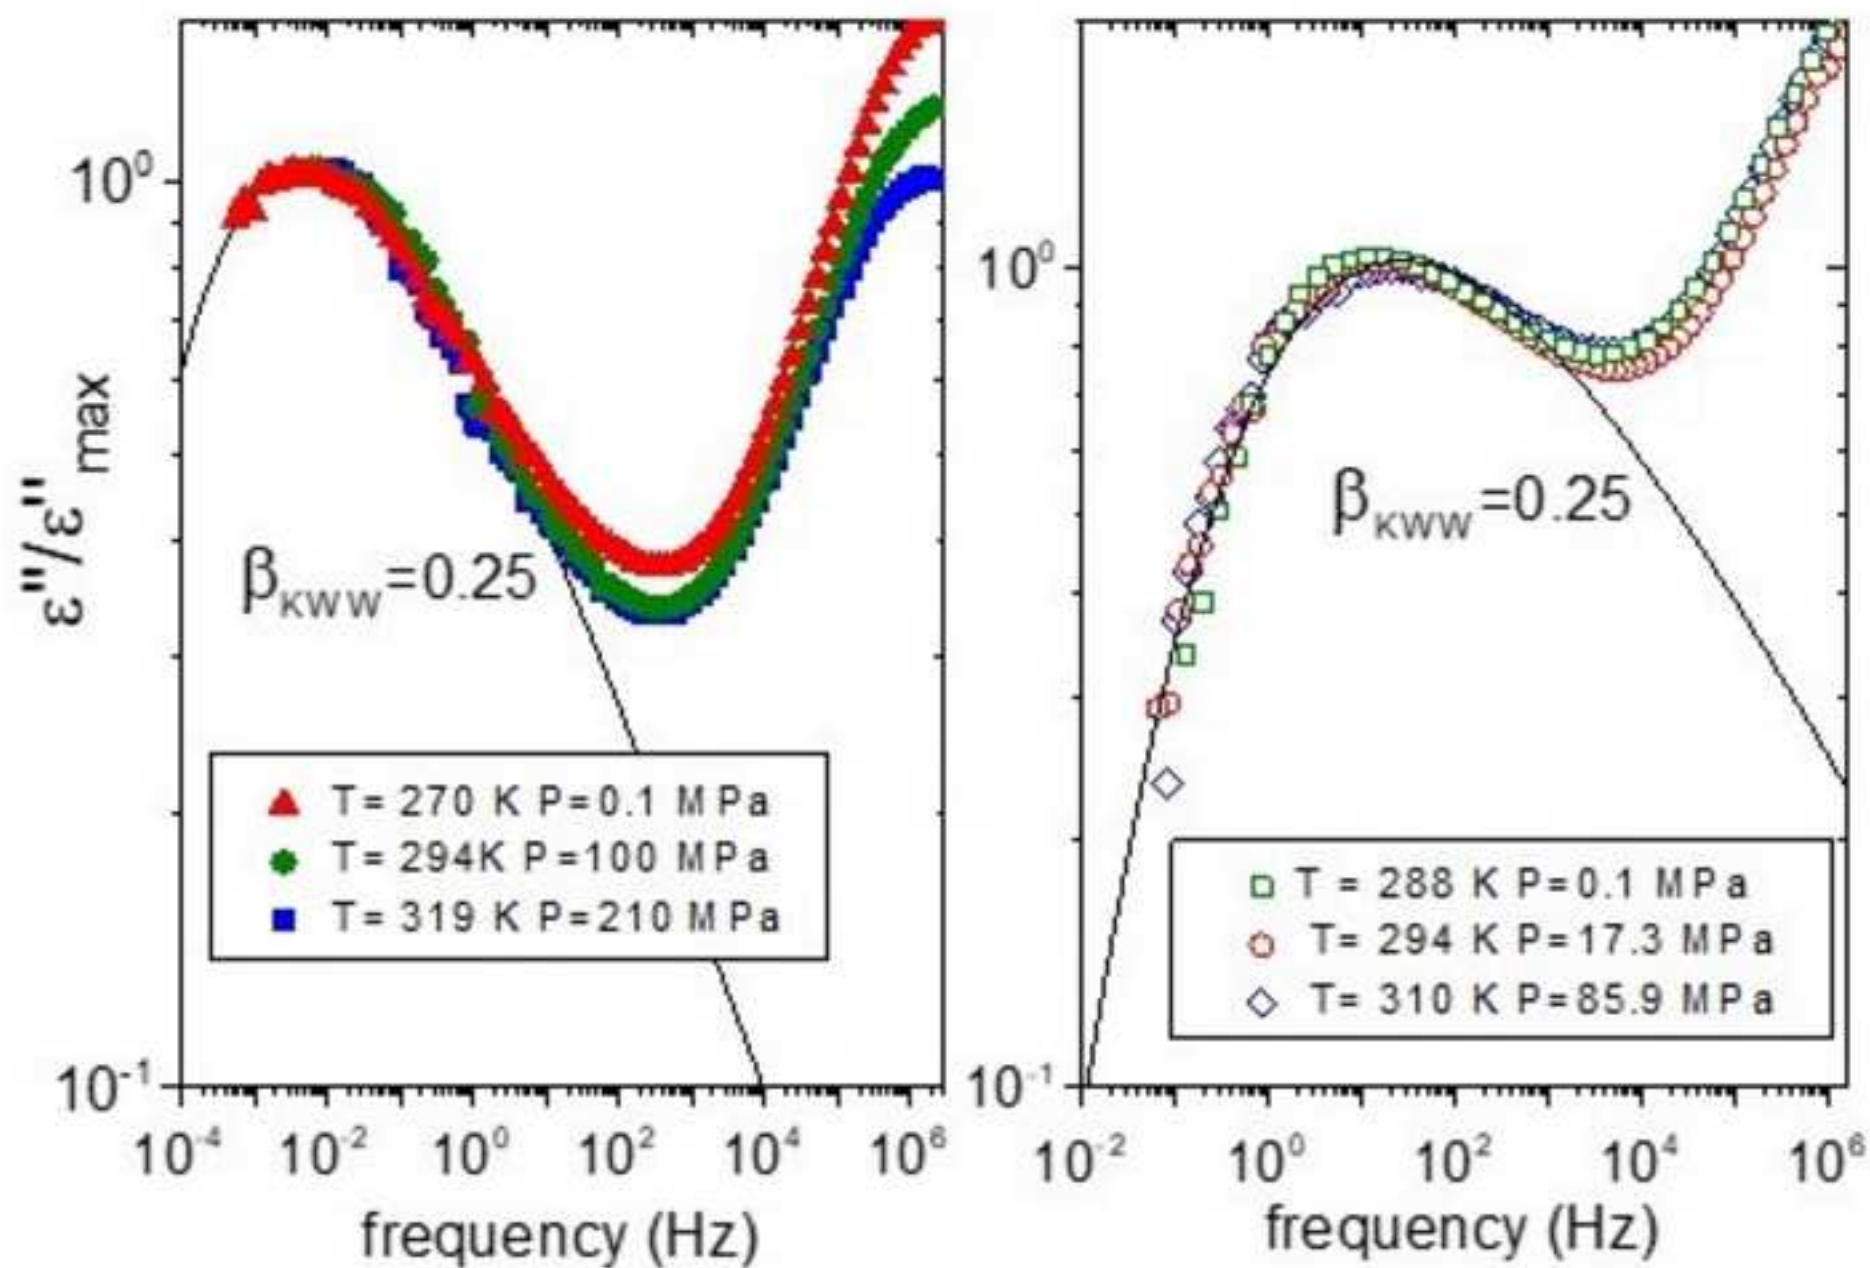 10⁰
10⁻¹
ε"/ε"max
βKWW=0.25
T= 270 K P=0.1 MPa
T= 294K P=100 MPa
T= 319 K P=210 MPa
10⁻⁴ 10⁻² 10⁰ 10² 10⁴ 10⁶
frequency (Hz)
10⁰
10⁻¹
βKWW=0.25
T = 288 K P=0.1 MPa
T= 294 K P=17.3 MPa
T= 310 K P=85.9 MPa
10⁻² 10⁰ 10² 10⁴ 10⁶
frequency (Hz)